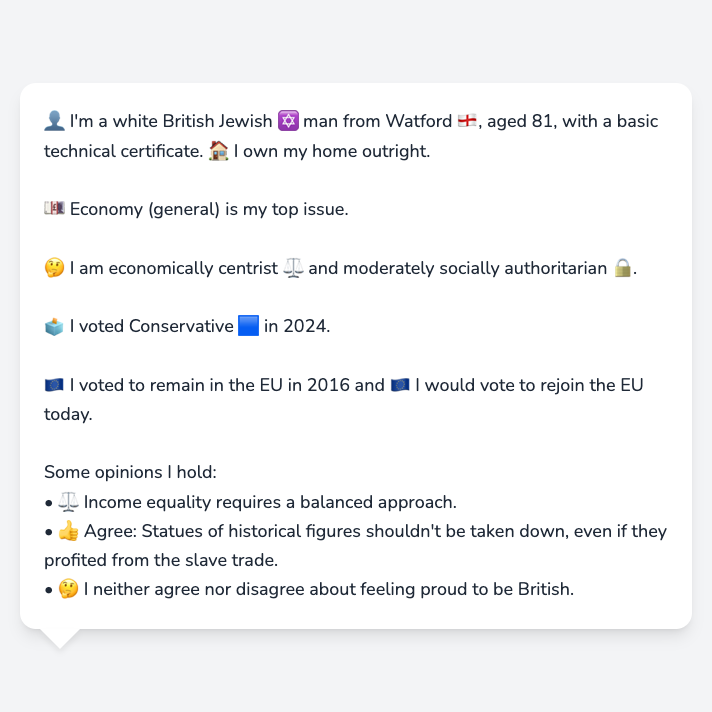 👤 I'm a white British Jewish ✡️ man from Watford 🏴󠁧󠁢󠁥󠁮󠁧󠁿, aged 81, with a basic
technical certificate. 🏠 I own my home outright.
💷 Economy (general) is my top issue.
🤔 I am economically centrist ⚖️ and moderately socially authoritarian 🔒.
🗳️ I voted Conservative 🟦 in 2024.
🇪🇺 I voted to remain in the EU in 2016 and 🇪🇺 I would vote to rejoin the EU
today.
Some opinions I hold:
• ⚖️ Income equality requires a balanced approach.
• 👍 Agree: Statues of historical figures shouldn't be taken down, even if they
profited from the slave trade.
• 🤔 I neither agree nor disagree about feeling proud to be British.